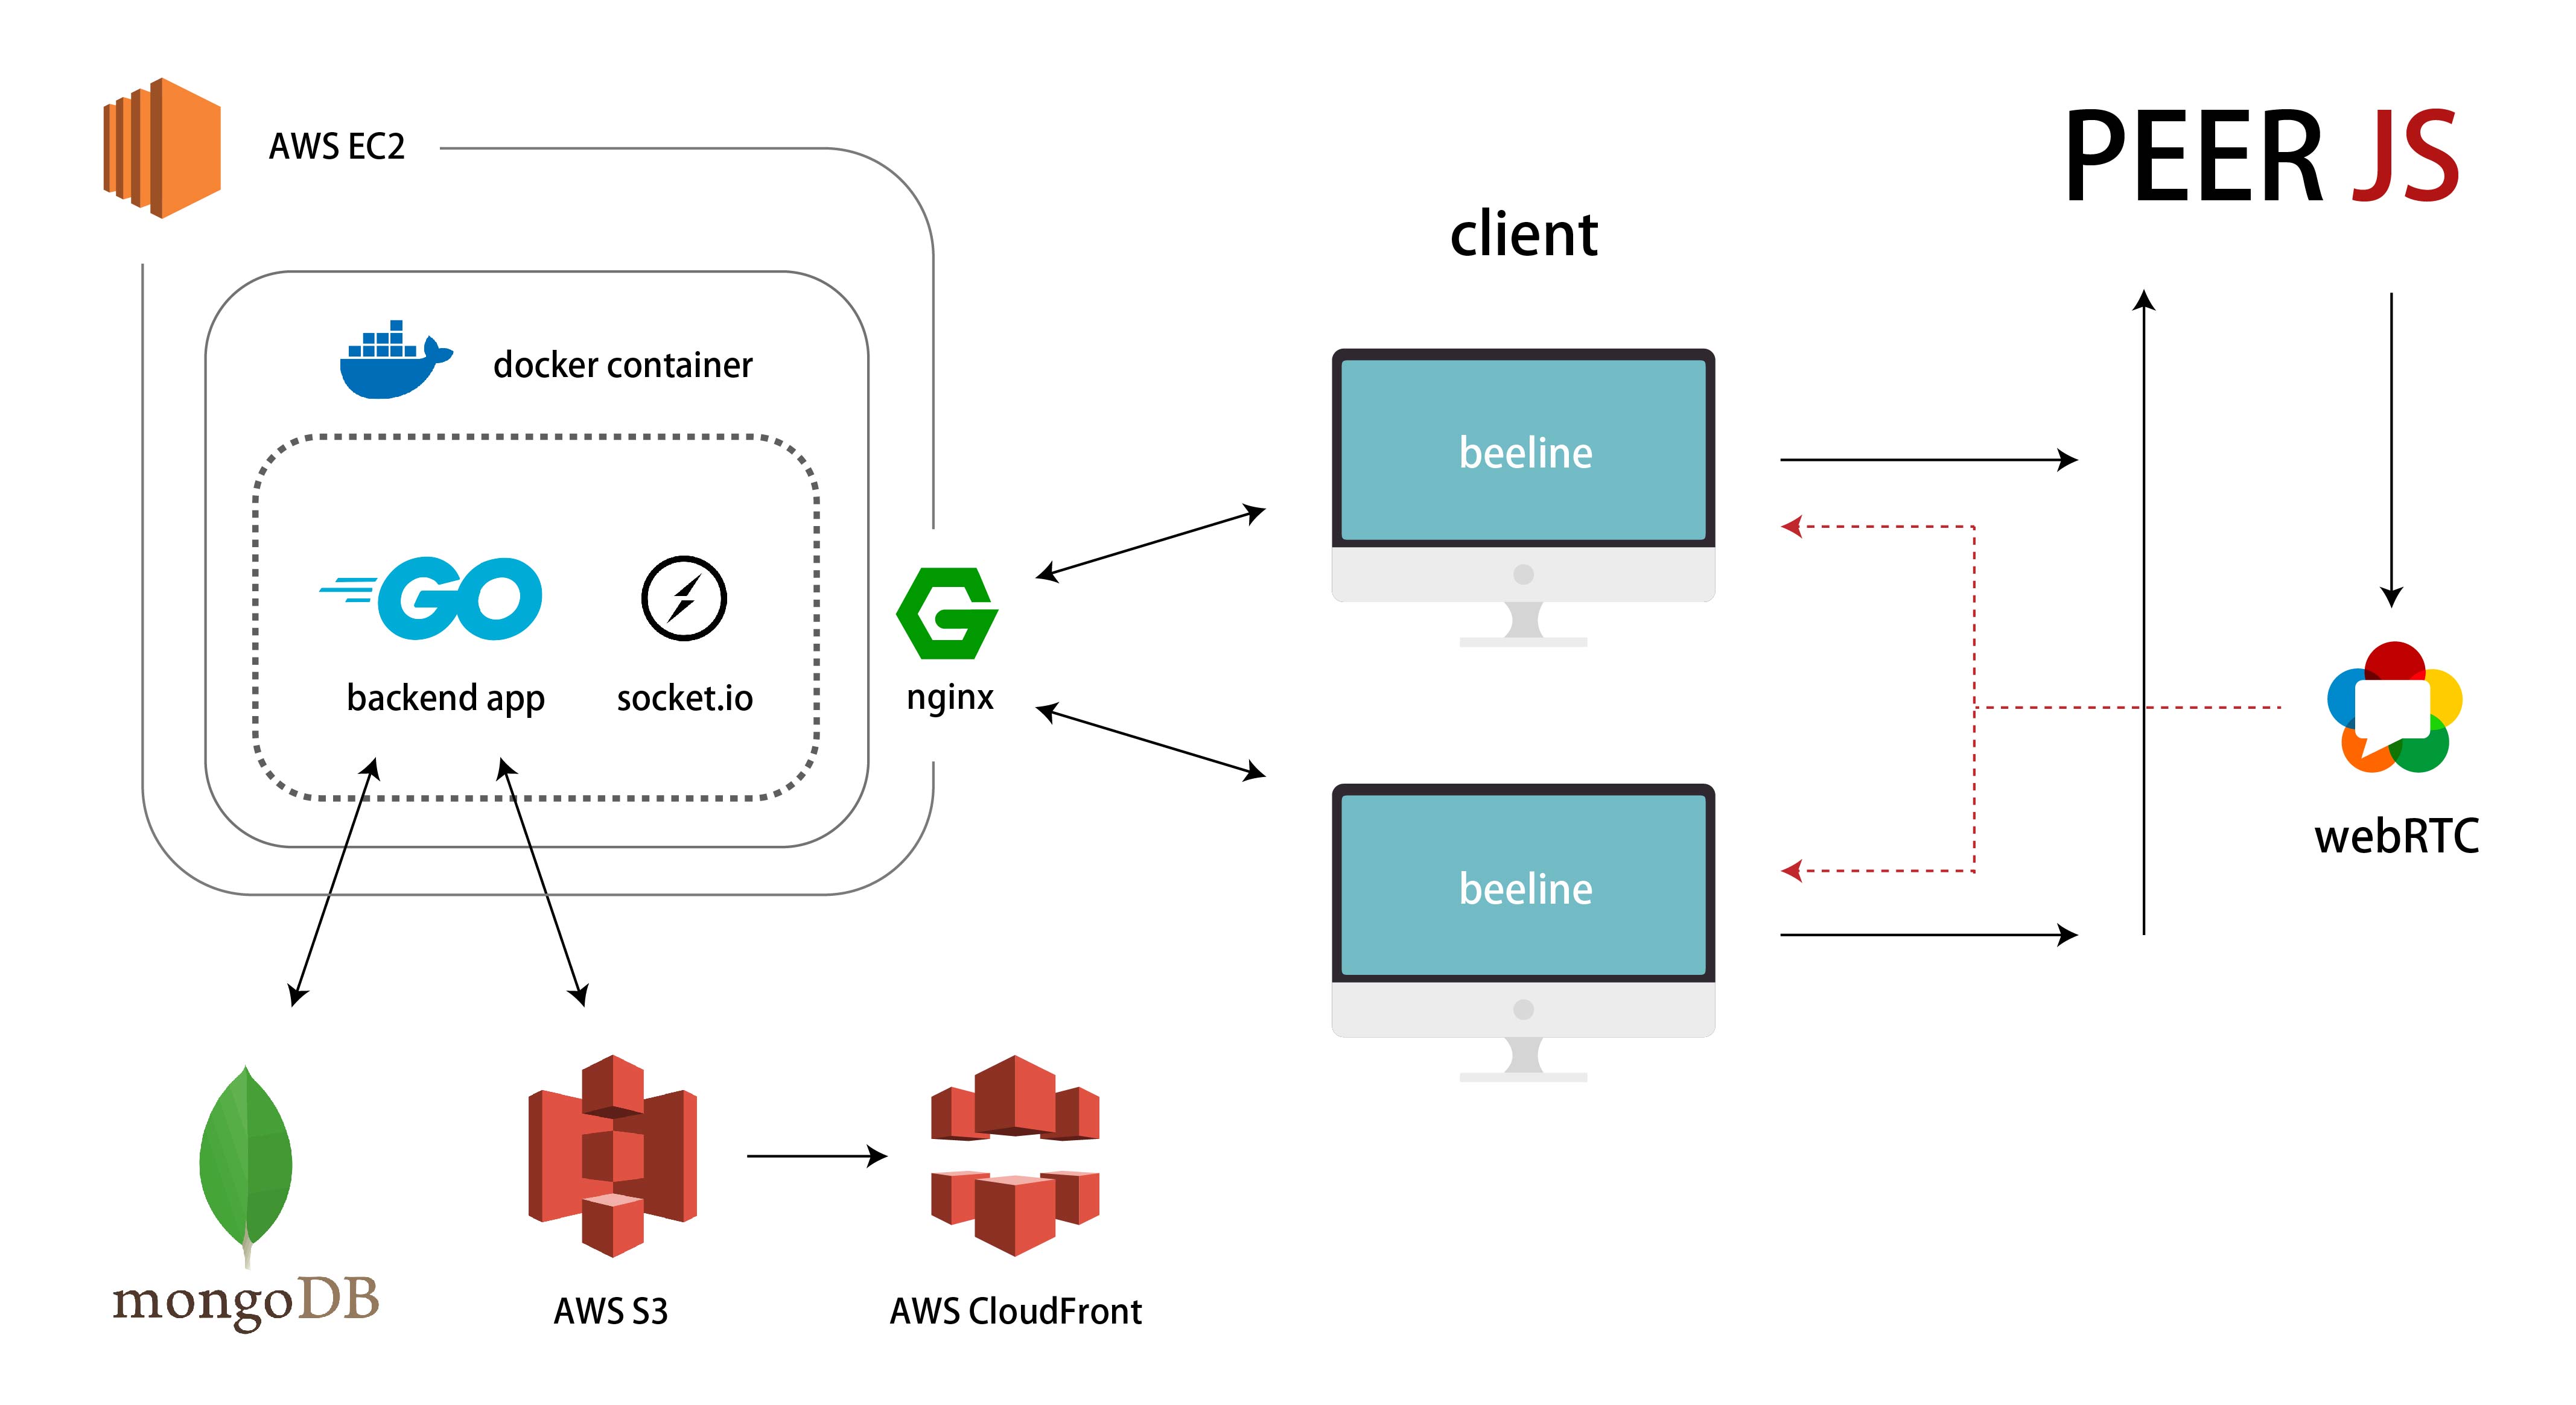 AWS EC2
PEER JS
client
docker container
beeline
GO
backend app
socket.io
nginx
webRTC
beeline
mongoDB
AWS S3
AWS CloudFront